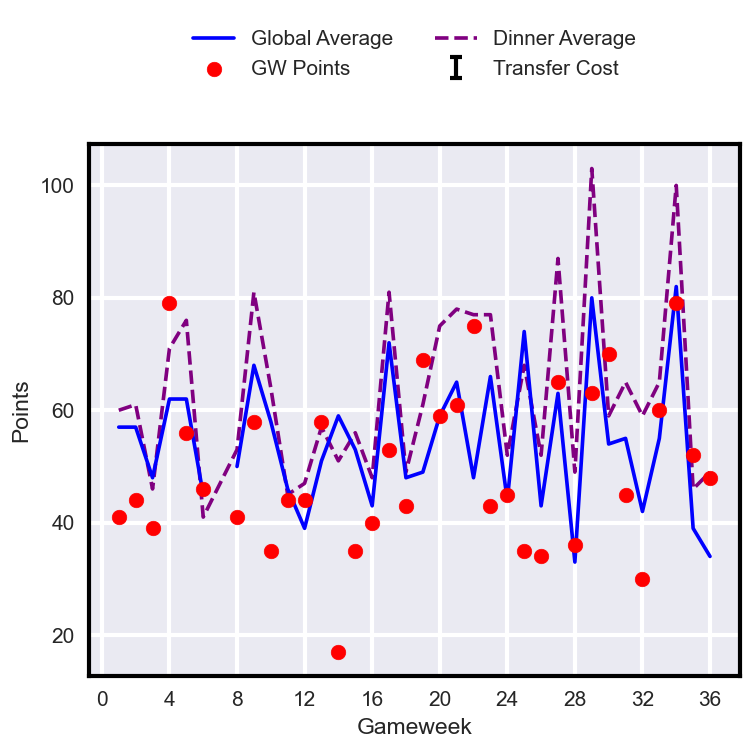 Global Average
Dinner Average
GW Points
Transfer Cost
100
80
60
40
20
Points
0 4 8 12 16 20 24 28 32 36
Gameweek